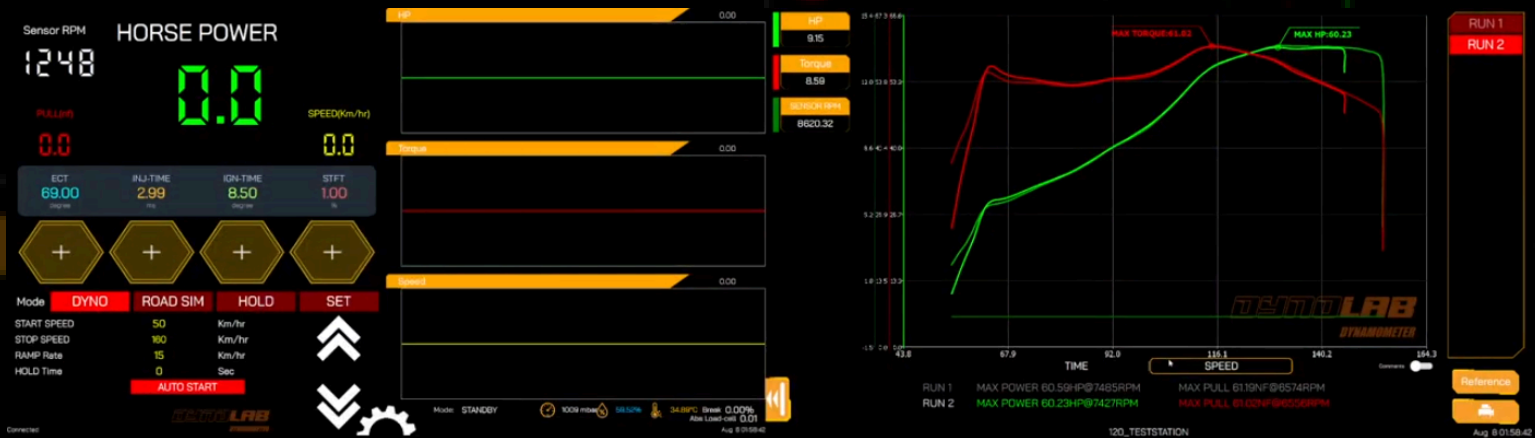 Sensor RPM
1248
HORSE POWER
0.0
0.0
SPEED(Km/hr)
0.0
ECT INJ-TIME IGN-TIME STFT
69.00 2.99 8.50 1.00
degree ms degree %
+ + + +
Mode DYNO ROAD SIM HOLD SET
START SPEED 50 Km/hr
STOP SPEED 160 Km/hr
RAMP Rate 15 Km/hr
HOLD Time 0 Sec
AUTO START
DYNOLAB
Connected
HP 0.00
Torque 0.00
Speed 0.00
Mode: STANDBY
1009 mbar 34.89°C Break 0.00%
Abs Load-cell 0.01
Aug 8 01:58:42
HP
9.15
Torque
8.59
SENSOR RPM
8620.32
MAX TORQUE:61.02
MAX HP:60.23
43.8 67.9 92.0 116.1 140.2 164.3
TIME SPEED
Comments
DYNOLAB
DYNAMOMETER
RUN 1 MAX POWER 60.59HP@7485RPM MAX PULL 61.19NF@6574RPM
RUN 2 MAX POWER 60.23HP@7427RPM MAX PULL 61.02NF@6556RPM
120_TESTSTATION
RUN 1
RUN 2
Reference
Aug 8 01:58:42